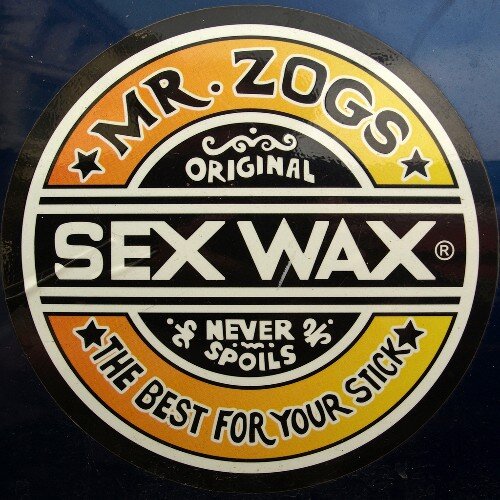 MR. ZOGS
ORIGINAL
SEX WAX®
NEVER
SPOILS
THE BEST FOR YOUR STICK